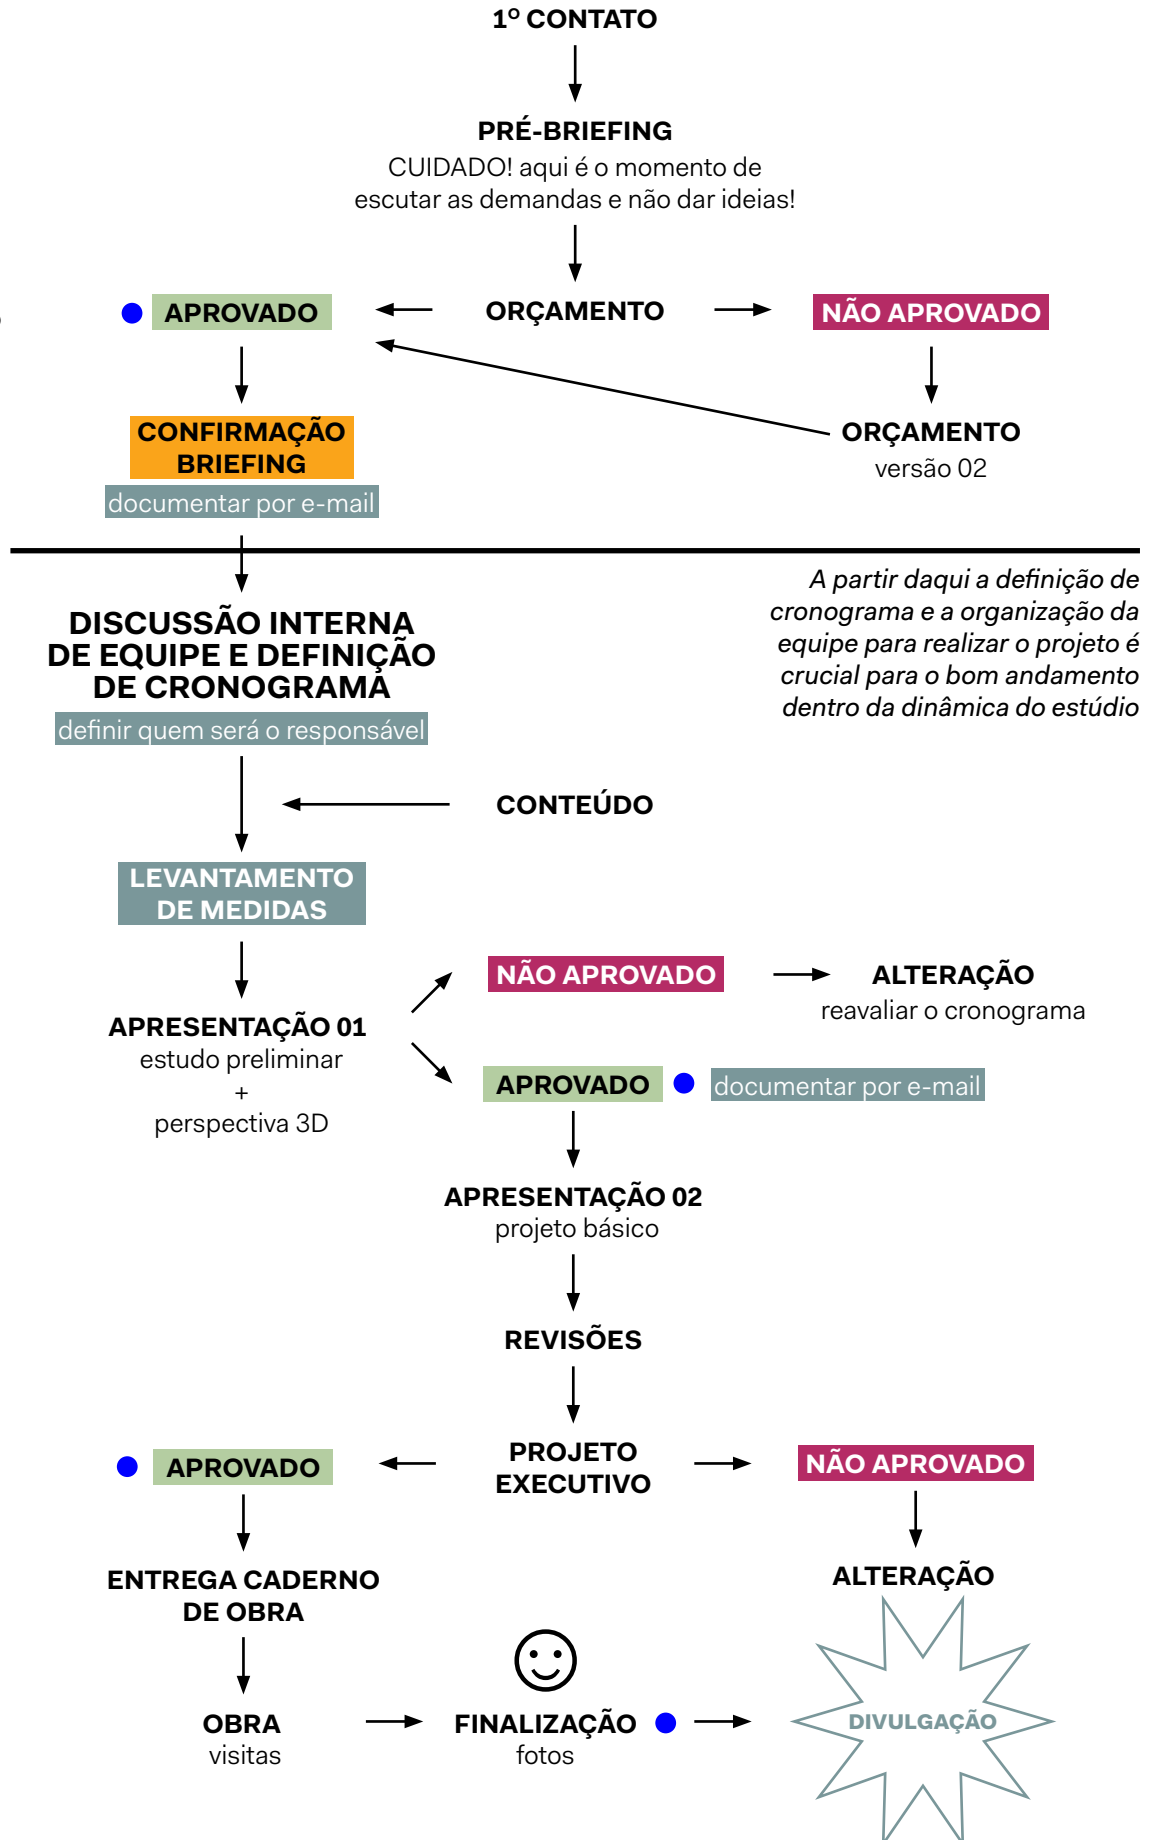 1º CONTATO
PRÉ-BRIEFING
CUIDADO! aqui é o momento de
escutar as demandas e não dar ideias!
APROVADO
ORÇAMENTO
NÃO APROVADO
CONFIRMAÇÃO
BRIEFING
documentar por e-mail
ORÇAMENTO
versão 02
A partir daqui a definição de
cronograma e a organização da
equipe para realizar o projeto é
crucial para o bom andamento
dentro da dinâmica do estúdio
DISCUSSÃO INTERNA
DE EQUIPE E DEFINIÇÃO
DE CRONOGRAMA
definir quem será o responsável
CONTEÚDO
LEVANTAMENTO
DE MEDIDAS
NÃO APROVADO
ALTERAÇÃO
reavaliar o cronograma
APRESENTAÇÃO 01
estudo preliminar
+
perspectiva 3D
APROVADO
documentar por e-mail
APRESENTAÇÃO 02
projeto básico
REVISÕES
PROJETO
EXECUTIVO
APROVADO
NÃO APROVADO
ENTREGA CADERNO
DE OBRA
ALTERAÇÃO
OBRA
visitas
FINALIZAÇÃO
fotos
DIVULGAÇÃO